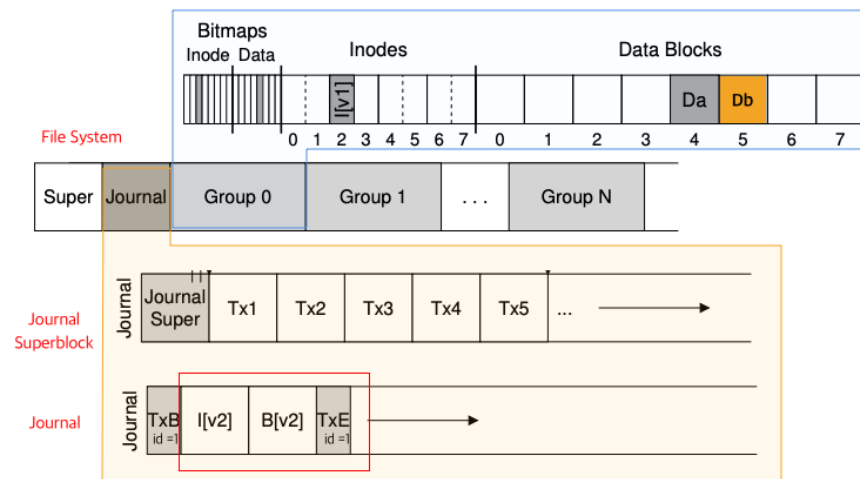 Bitmaps
Inode Data
Inodes
Data Blocks
I[v1]
Da
Db
0 1 2 3 4 5 6 7
0 1 2 3 4 5 6 7
File System
Super
Journal
Group 0
Group 1
. . .
Group N
Journal
Superblock
Journal
Journal
Super
Tx1
Tx2
Tx3
Tx4
Tx5
...
Journal
Journal
TxB
id =1
I[v2]
B[v2]
TxE
id =1